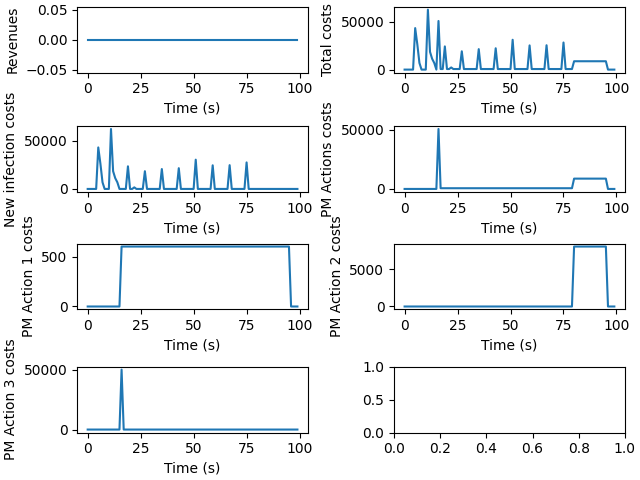 Revenues
0.05
0.00
−0.05
0 25 50 75 100
Time (s)
Total costs
50000
0
0 25 50 75 100
Time (s)
New infection costs
50000
0
0 25 50 75 100
Time (s)
PM Actions costs
50000
0
0 25 50 75 100
Time (s)
PM Action 1 costs
500
0
0 25 50 75 100
Time (s)
PM Action 2 costs
5000
0
0 25 50 75 100
Time (s)
PM Action 3 costs
50000
0
0 25 50 75 100
Time (s)
1.0
0.5
0.0
0.0 0.2 0.4 0.6 0.8 1.0